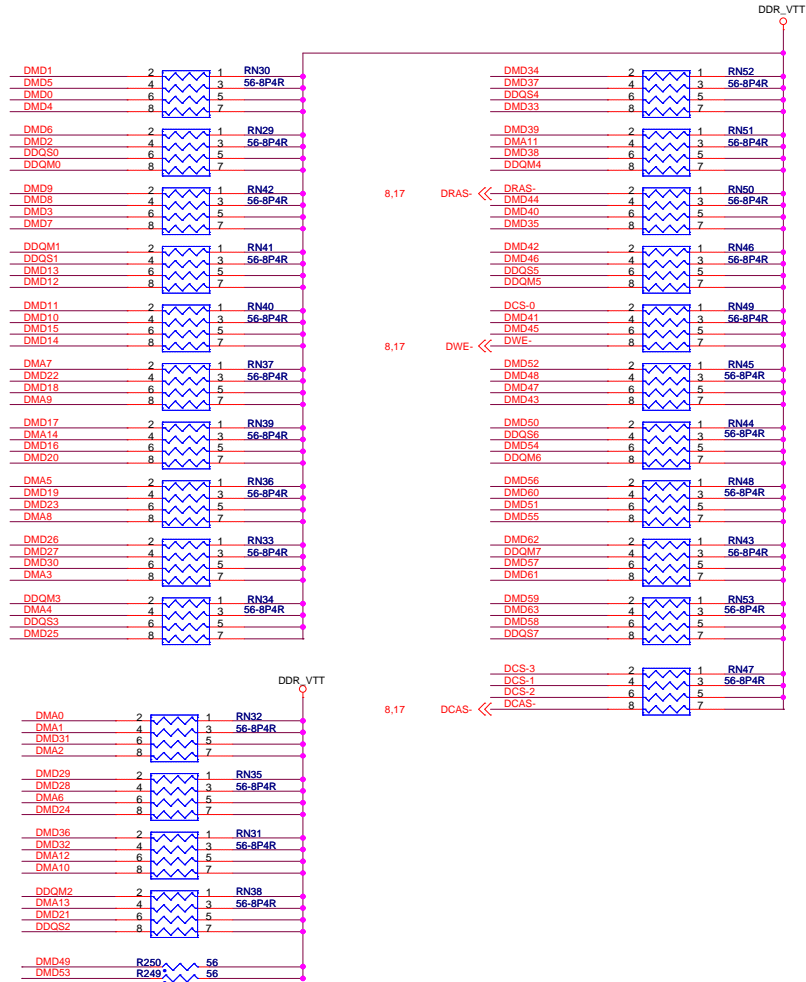 DDR_VTT
DMD1 2 1 RN30
DMD5 4 3 56-8P4R
DMD0 6 5
DMD4 8 7
DMD6 2 1 RN29
DMD2 4 3 56-8P4R
DDQS0 6 5
DDQM0 8 7
DMD9 2 1 RN42
DMD8 4 3 56-8P4R
DMD3 6 5
DMD7 8 7
DDQM1 2 1 RN41
DDQS1 4 3 56-8P4R
DMD13 6 5
DMD12 8 7
DMD11 2 1 RN40
DMD10 4 3 56-8P4R
DMD15 6 5
DMD14 8 7
DMA7 2 1 RN37
DMD22 4 3 56-8P4R
DMD18 6 5
DMA9 8 7
DMD17 2 1 RN39
DMA14 4 3 56-8P4R
DMD16 6 5
DMD20 8 7
DMA5 2 1 RN36
DMD19 4 3 56-8P4R
DMD23 6 5
DMA8 8 7
DMD26 2 1 RN33
DMD27 4 3 56-8P4R
DMD30 6 5
DMA3 8 7
DDQM3 2 1 RN34
DMA4 4 3 56-8P4R
DDQS3 6 5
DMD25 8 7
DMD34 2 1 RN52
DMD37 4 3 56-8P4R
DDQS4 6 5
DMD33 8 7
DMD39 2 1 RN51
DMA11 4 3 56-8P4R
DMD38 6 5
DDQM4 8 7
8,17 DRAS- DRAS- 2 1 RN50
DMD44 4 3 56-8P4R
DMD40 6 5
DMD35 8 7
DMD42 2 1 RN46
DMD46 4 3 56-8P4R
DDQS5 6 5
DDQM5 8 7
DCS-0 2 1 RN49
DMD41 4 3 56-8P4R
DMD45 6 5
8,17 DWE- DWE- 8 7
DMD52 2 1 RN45
DMD48 4 3 56-8P4R
DMD47 6 5
DMD43 8 7
DMD50 2 1 RN44
DDQS6 4 3 56-8P4R
DMD54 6 5
DDQM6 8 7
DMD56 2 1 RN48
DMD60 4 3 56-8P4R
DMD51 6 5
DMD55 8 7
DMD62 2 1 RN43
DDQM7 4 3 56-8P4R
DMD57 6 5
DMD61 8 7
DMD59 2 1 RN53
DMD63 4 3 56-8P4R
DMD58 6 5
DDQS7 8 7
DCS-3 2 1 RN47
DCS-1 4 3 56-8P4R
DCS-2 6 5
8,17 DCAS- DCAS- 8 7
DDR_VTT
DMA0 2 1 RN32
DMA1 4 3 56-8P4R
DMD31 6 5
DMA2 8 7
DMD29 2 1 RN35
DMD28 4 3 56-8P4R
DMA6 6 5
DMD24 8 7
DMD36 2 1 RN31
DMD32 4 3 56-8P4R
DMA12 6 5
DMA10 8 7
DDQM2 2 1 RN38
DMA13 4 3 56-8P4R
DMD21 6 5
DDQS2 8 7
DMD49 R250 56
DMD53 R249 56